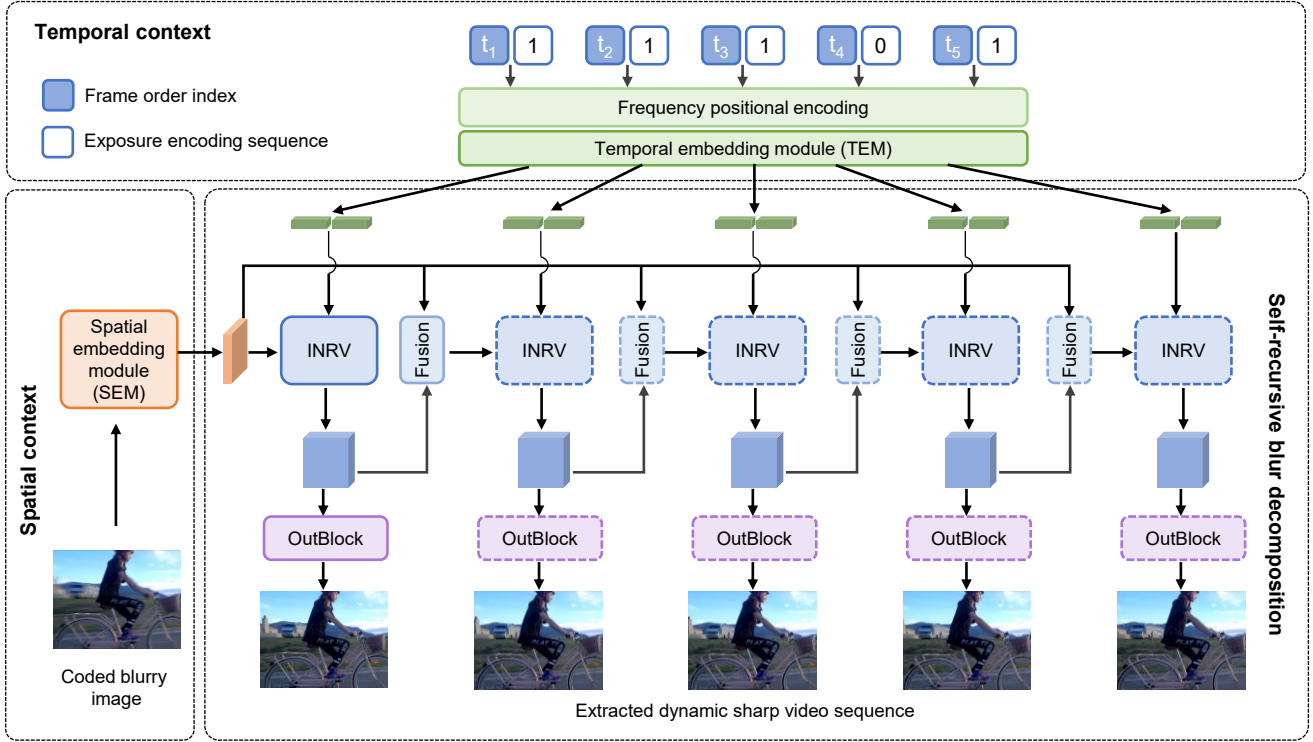 Temporal context
t1 1 t2 1 t3 1 t4 0 t5 1
Frame order index
Exposure encoding sequence
Frequency positional encoding
Temporal embedding module (TEM)
Spatial context
Spatial
embedding
module
(SEM)
Coded blurry
image
INRV Fusion INRV Fusion INRV Fusion INRV Fusion INRV
OutBlock OutBlock OutBlock OutBlock OutBlock
Extracted dynamic sharp video sequence
Self-recursive blur decomposition